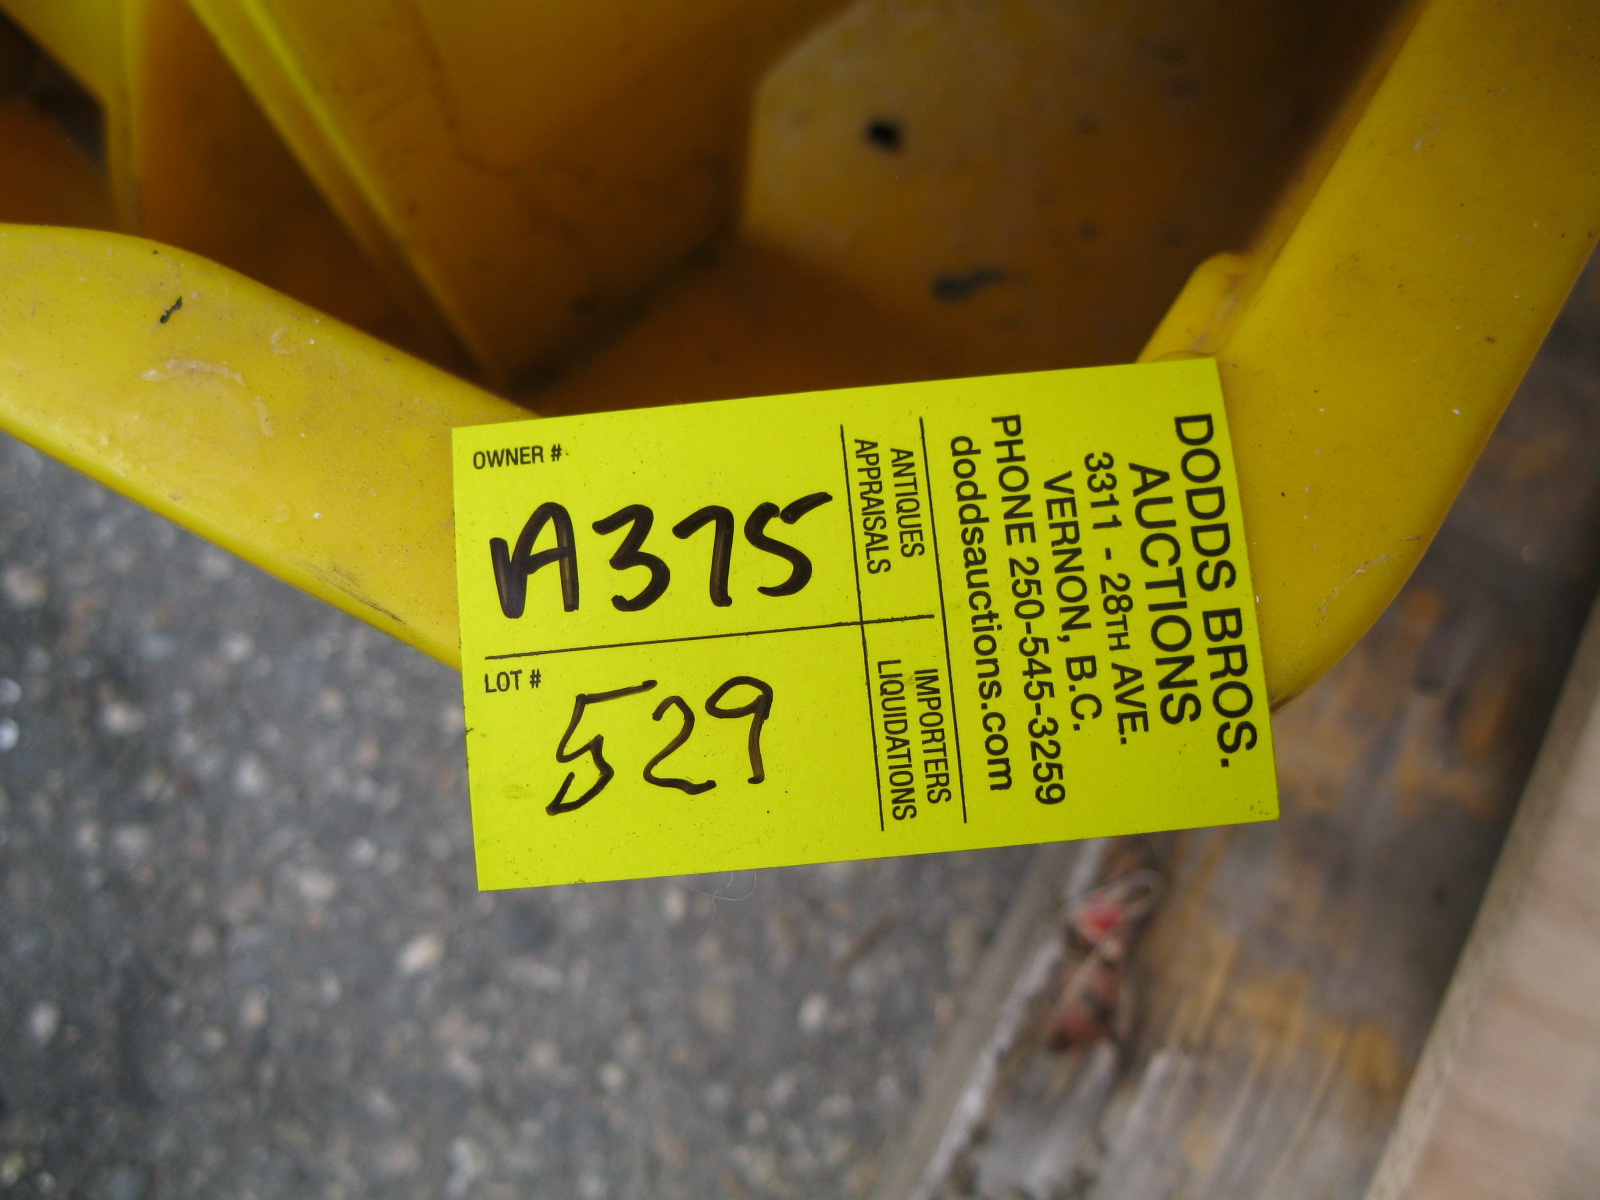 DODDS BROS.
AUCTIONS
3311 - 28TH AVE.
VERNON, B.C.
PHONE 250-545-3259
doddsauctions.com
ANTIQUES
APPRAISALS
IMPORTERS
LIQUIDATIONS
OWNER #
A375
LOT #
529